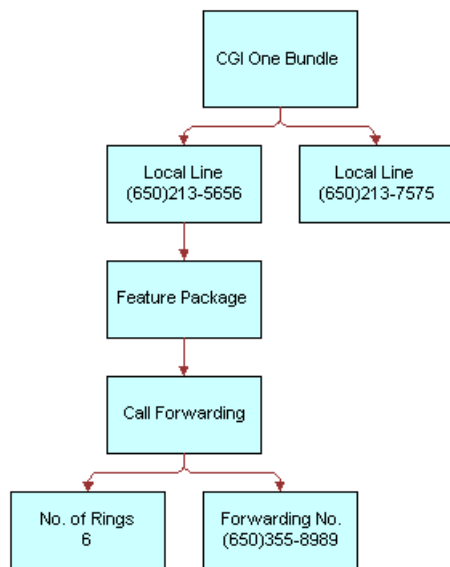 CGI One Bundle
Local Line
(650)213-5656
Local Line
(650)213-7575
Feature Package
Call Forwarding
No. of Rings
6
Forwarding No.
(650)355-8989